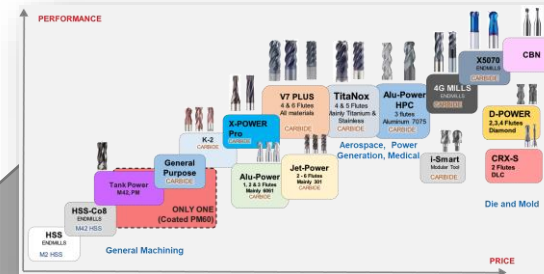 PERFORMANCE
CBN
X5070
ENDMILLS
CARBIDE
4G MILLS
ENDMILLS
CARBIDE
V7 PLUS
4 & 6 Flutes
All materials
CARBIDE
TitaNox
4 & 5 Flutes
Mainly Titanium &
Stainless
CARBIDE
Alu-Power
HPC
3 flutes
Aluminum 7075
CARBIDE
D-POWER
2,3,4 Flutes
Diamond
X-POWER
Pro
CARBIDE
K-2
CARBIDE
Aerospace, Power
Generation, Medical
i-Smart
Modular Tool
CARBIDE
CRX-S
2 Flutes
DLC
General
Purpose
CARBIDE
Alu-Power
1, 2 & 3 Flutes
Mainly 6061
CARBIDE
Jet-Power
2 - 6 Flutes
Mainly 301
CARBIDE
Tank Power
M42, PM
ONLY ONE
(Coated PM60)
HSS-Co8
ENDMILLS
M42 HSS
HSS
ENDMILLS
M2 HSS
General Machining
Die and Mold
PRICE